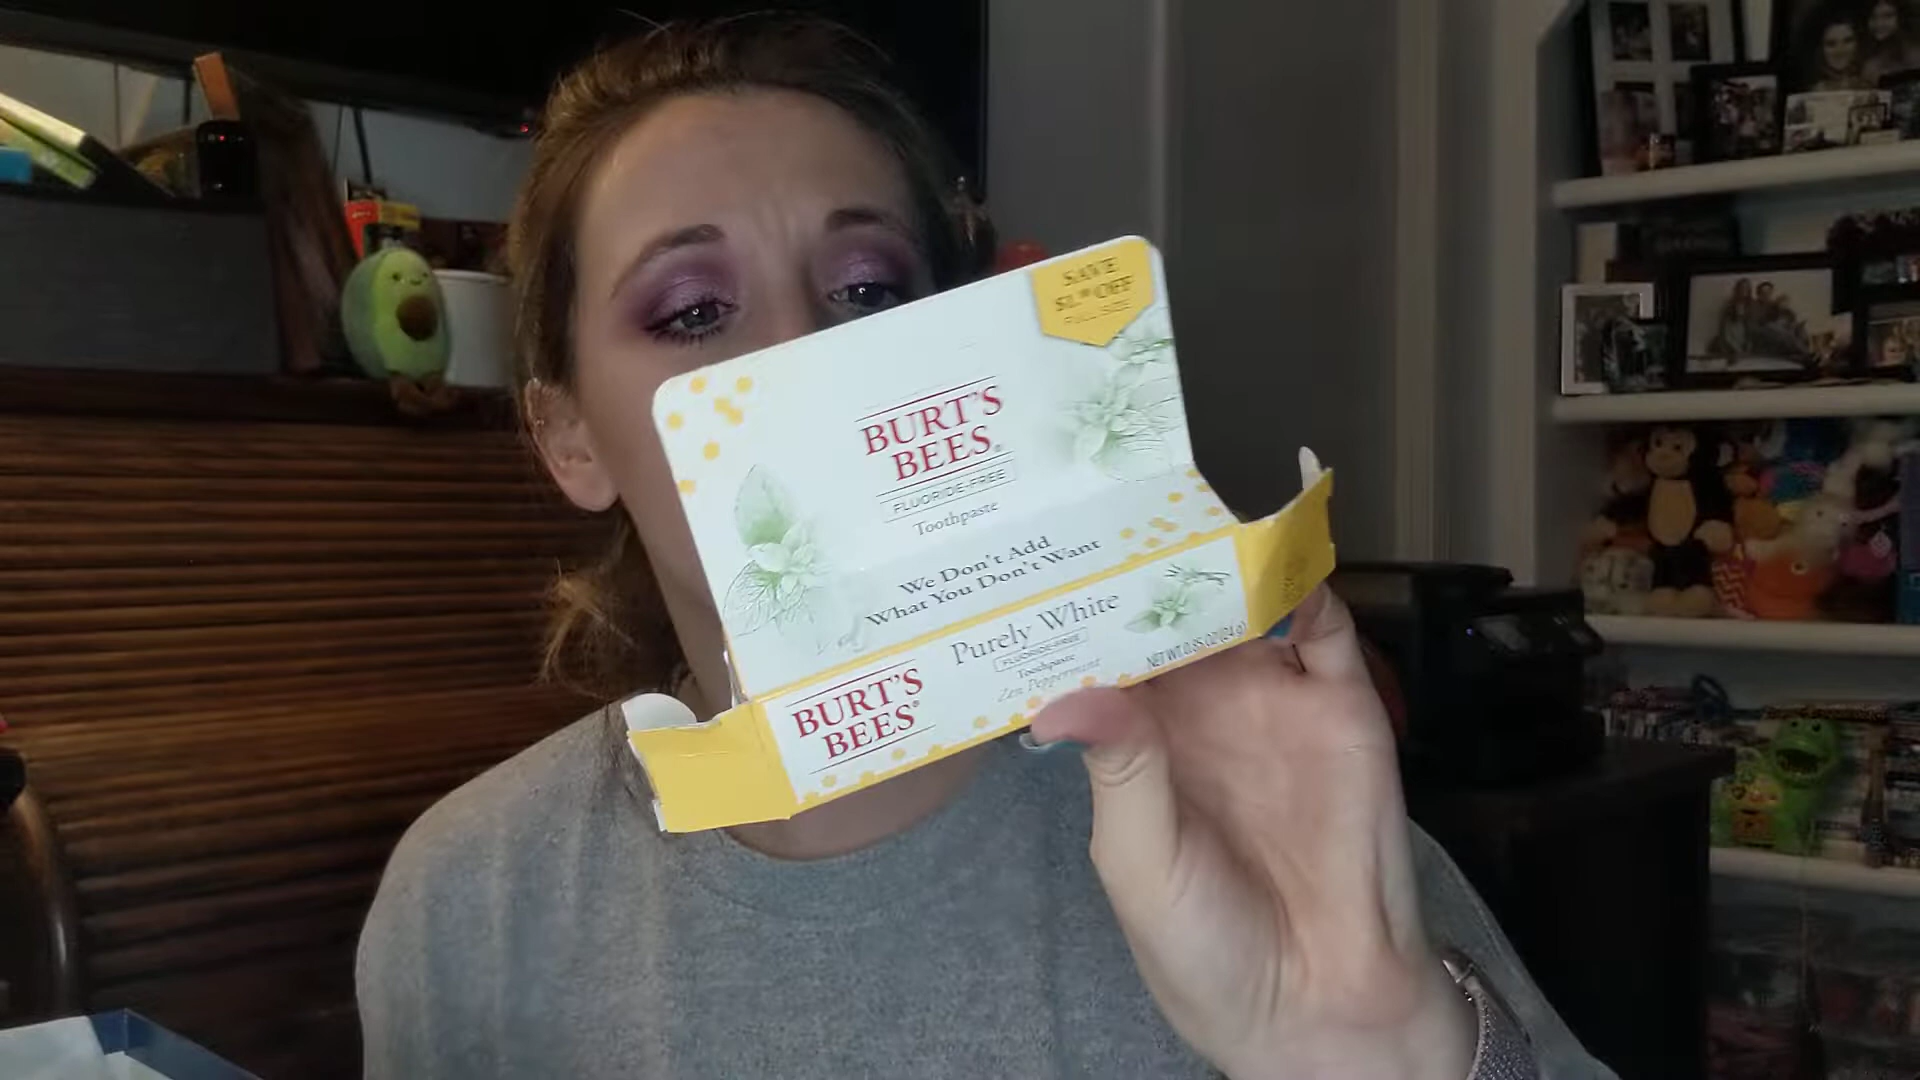 SAVE
$1.00 OFF
FULL SIZE
BURT'S
BEES®
FLUORIDE-FREE
Toothpaste
We Don't Add
What You Don't Want
BURT'S
BEES®
Purely White
FLUORIDE-FREE
Toothpaste
Zen Peppermint
NET WT. 0.85 OZ (24 g)